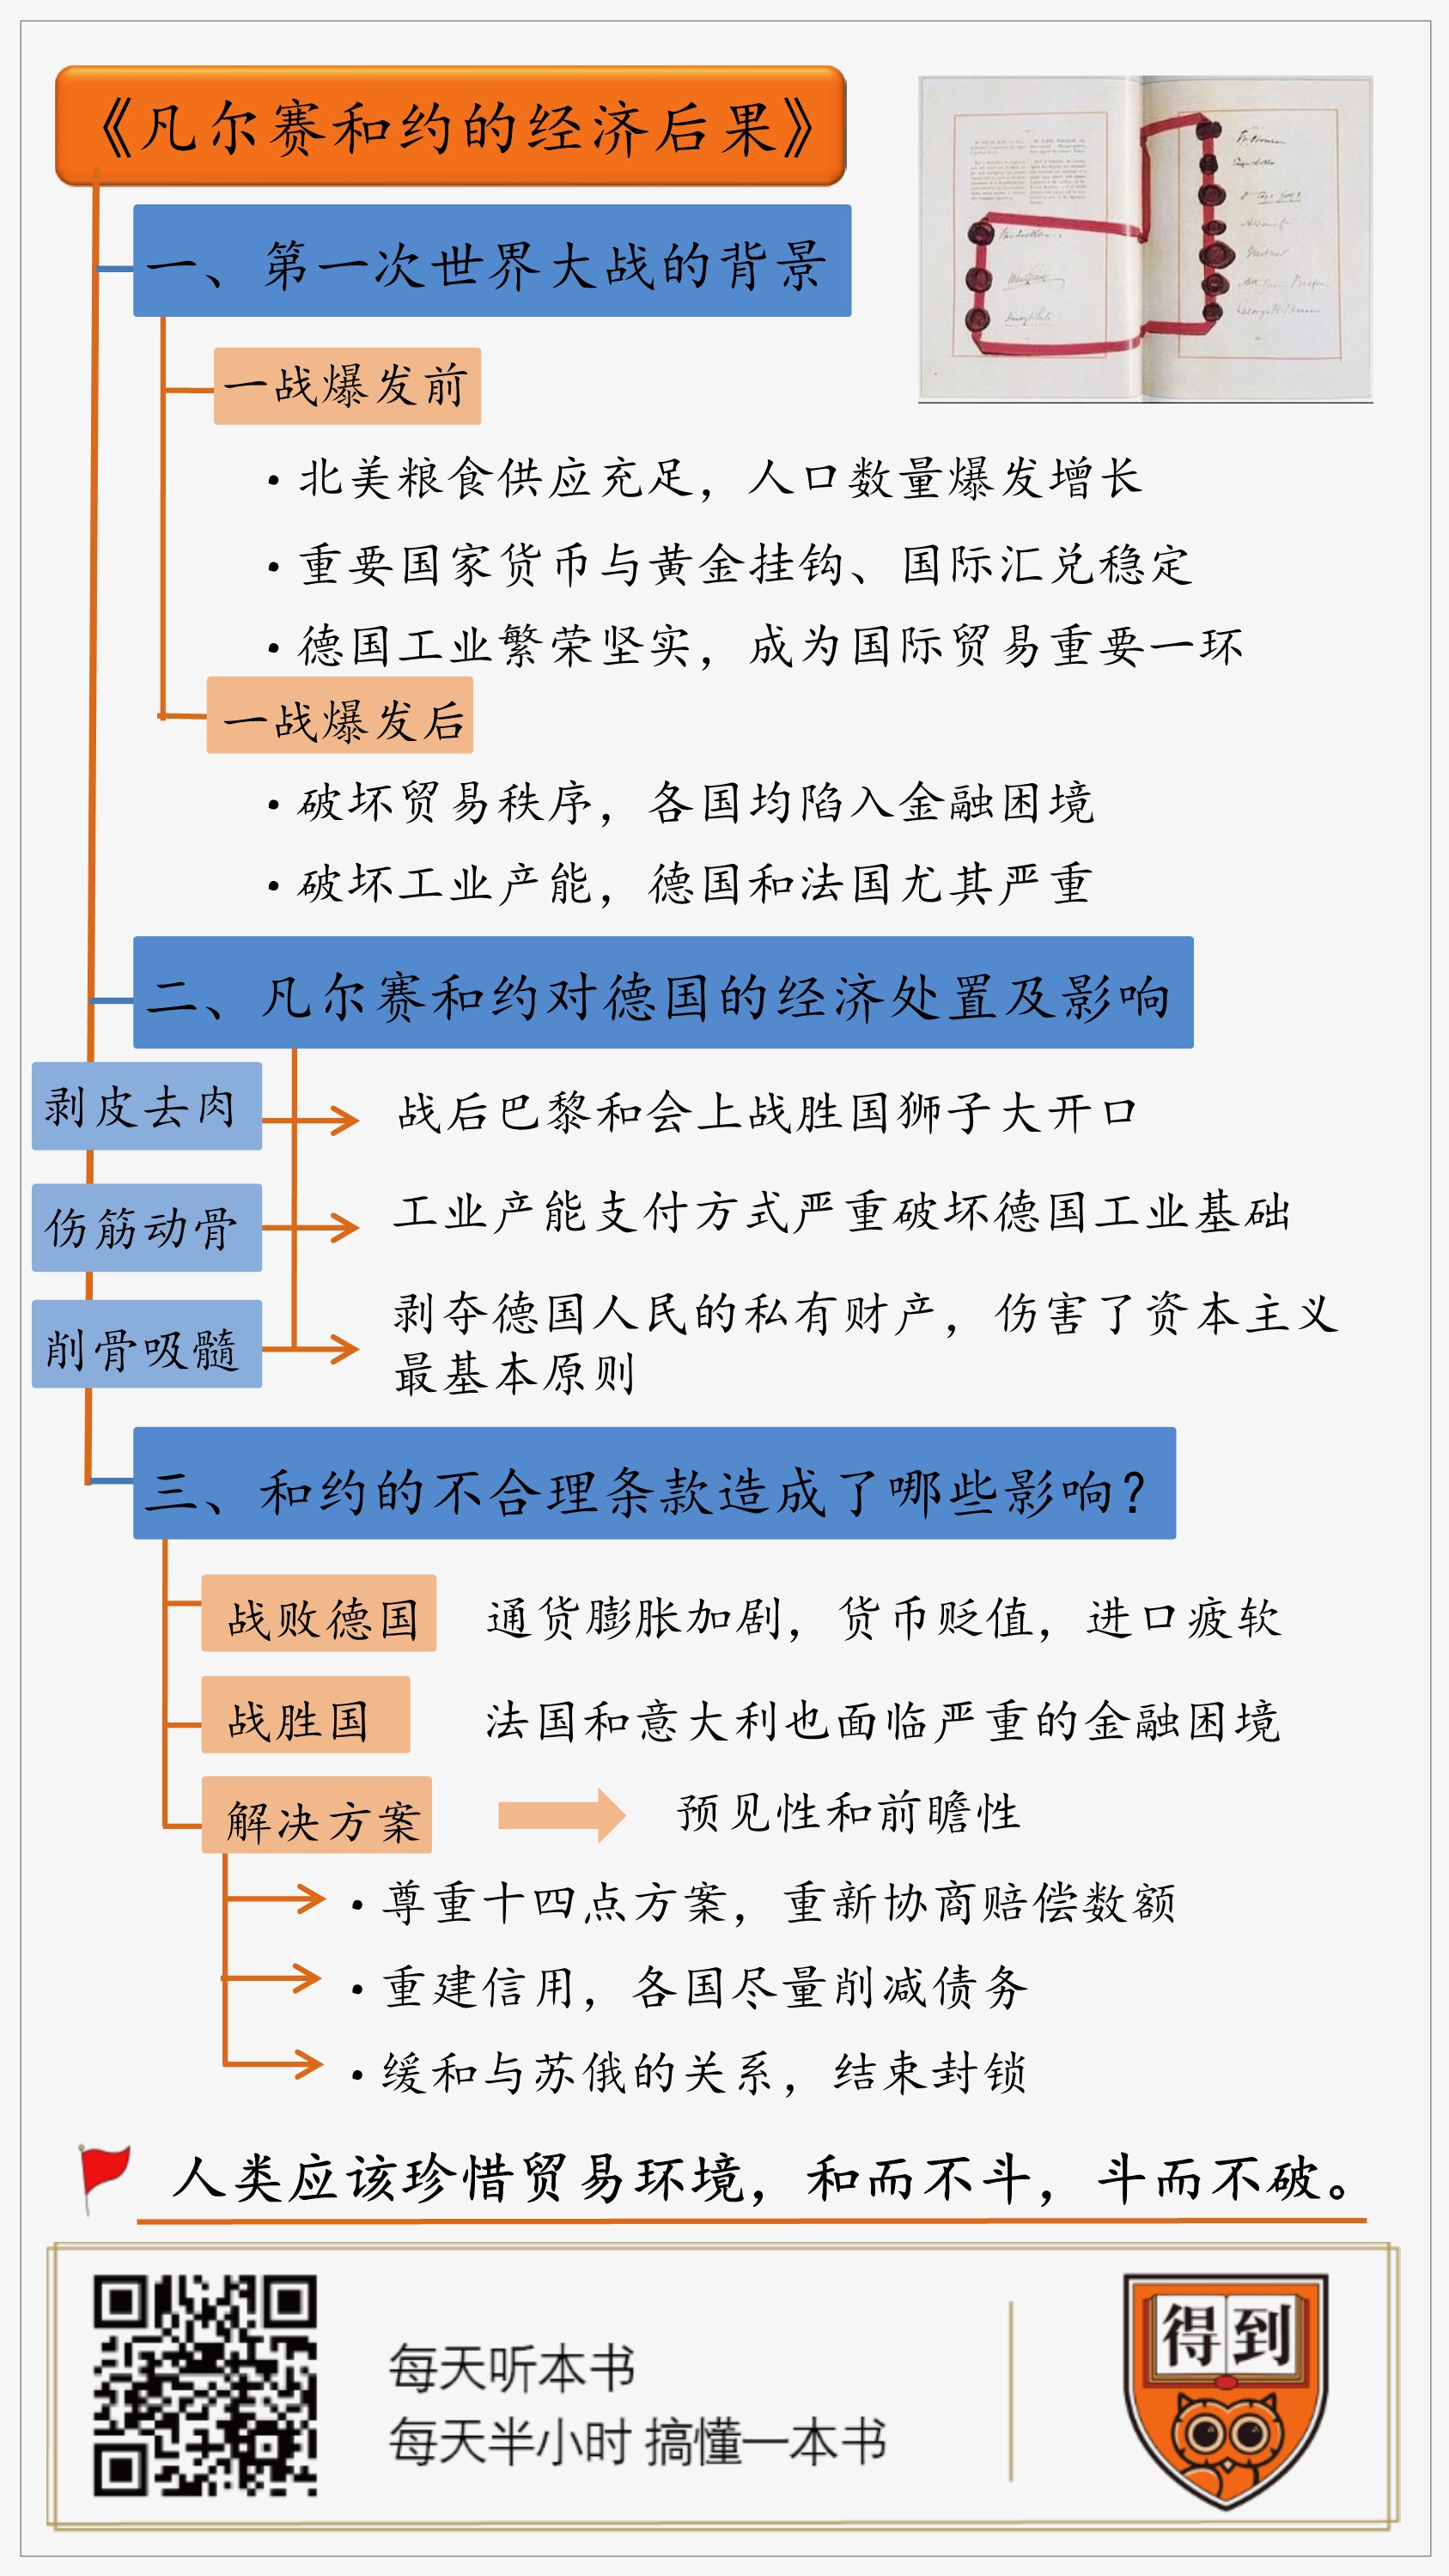 《凡尔赛和约的经济后果》
一、第一次世界大战的背景
一战爆发前
·北美粮食供应充足，人口数量爆发增长
·重要国家货币与黄金挂钩、国际汇兑稳定
·德国工业繁荣坚实，成为国际贸易重要一环
一战爆发后
·破坏贸易秩序，各国均陷入金融困境
·破坏工业产能，德国和法国尤其严重
二、凡尔赛和约对德国的经济处置及影响
剥皮去肉 战后巴黎和会上战胜国狮子大开口
伤筋动骨 工业产能支付方式严重破坏德国工业基础
削骨吸髓 剥夺德国人民的私有财产，伤害了资本主义
最基本原则
三、和约的不合理条款造成了哪些影响？
战败德国 通货膨胀加剧，货币贬值，进口疲软
战胜国 法国和意大利也面临严重的金融困境
解决方案 预见性和前瞻性
·尊重十四点方案，重新协商赔偿数额
·重建信用，各国尽量削减债务
·缓和与苏俄的关系，结束封锁
人类应该珍惜贸易环境，和而不斗，斗而不破。
每天听本书
每天半小时 搞懂一本书
得到